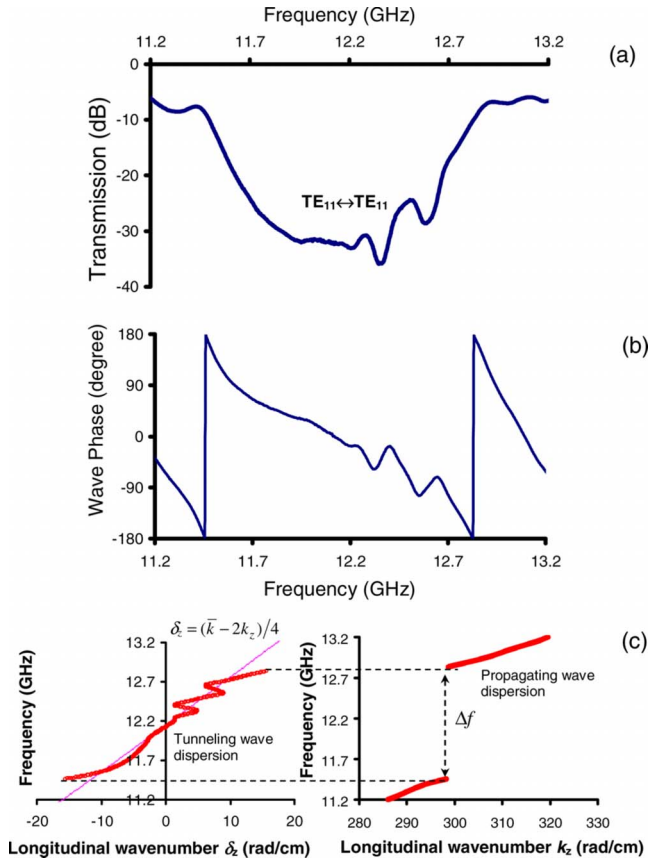 Frequency (GHz)
11.2 11.7 12.2 12.7 13.2
(a)
0
-10
-20
-30
-40
Transmission (dB)
TE₁₁↔TE₁₁
180
90
0
-90
-180
Wave Phase (degree)
(b)
11.2 11.7 12.2 12.7 13.2
Frequency (GHz)
δz = (k̅ − 2kz)/4
(c)
13.2
12.7
12.2
11.7
11.2
Frequency (GHz)
Tunneling wave
dispersion
-20 -10 0 10 20
Longitudinal wavenumber δz (rad/cm)
13.2
12.7
12.2
11.7
11.2
Frequency (GHz)
Propagating wave
dispersion
Δf
280 290 300 310 320 330
Longitudinal wavenumber kz (rad/cm)